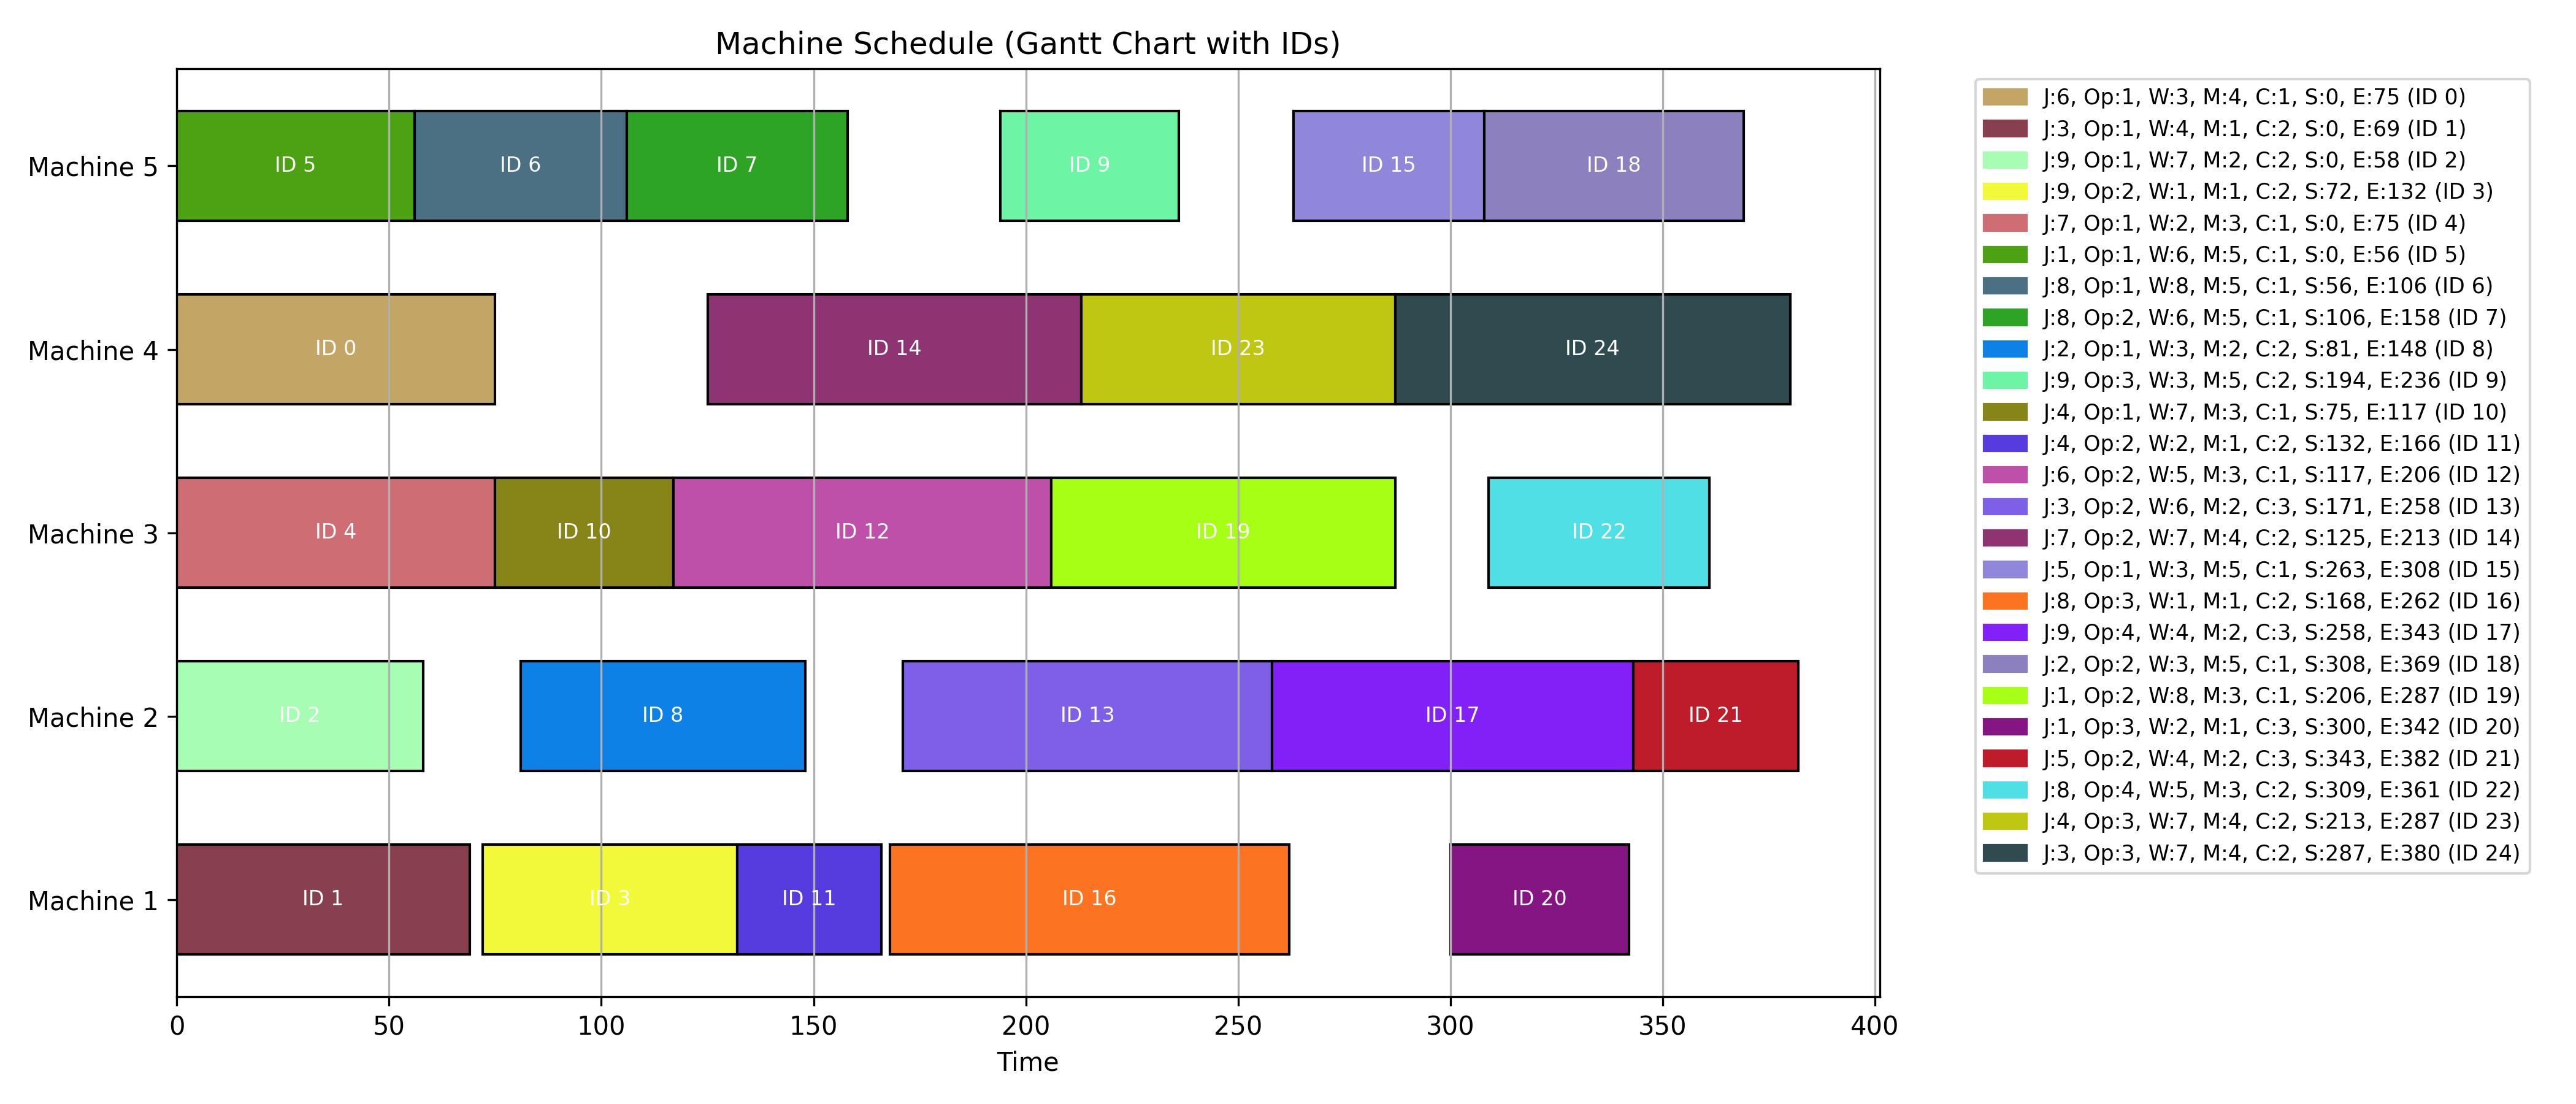 Machine Schedule (Gantt Chart with IDs)
Machine 5
ID 5
ID 6
ID 7
ID 9
ID 15
ID 18
Machine 4
ID 0
ID 14
ID 23
ID 24
Machine 3
ID 4
ID 10
ID 12
ID 19
ID 22
Machine 2
ID 2
ID 8
ID 13
ID 17
ID 21
Machine 1
ID 1
ID 3
ID 11
ID 16
ID 20
0
50
100
150
200
250
300
350
400
Time
J:6, Op:1, W:3, M:4, C:1, S:0, E:75 (ID 0)
J:3, Op:1, W:4, M:1, C:2, S:0, E:69 (ID 1)
J:9, Op:1, W:7, M:2, C:2, S:0, E:58 (ID 2)
J:9, Op:2, W:1, M:1, C:2, S:72, E:132 (ID 3)
J:7, Op:1, W:2, M:3, C:1, S:0, E:75 (ID 4)
J:1, Op:1, W:6, M:5, C:1, S:0, E:56 (ID 5)
J:8, Op:1, W:8, M:5, C:1, S:56, E:106 (ID 6)
J:8, Op:2, W:6, M:5, C:1, S:106, E:158 (ID 7)
J:2, Op:1, W:3, M:2, C:2, S:81, E:148 (ID 8)
J:9, Op:3, W:3, M:5, C:2, S:194, E:236 (ID 9)
J:4, Op:1, W:7, M:3, C:1, S:75, E:117 (ID 10)
J:4, Op:2, W:2, M:1, C:2, S:132, E:166 (ID 11)
J:6, Op:2, W:5, M:3, C:1, S:117, E:206 (ID 12)
J:3, Op:2, W:6, M:2, C:3, S:171, E:258 (ID 13)
J:7, Op:2, W:7, M:4, C:2, S:125, E:213 (ID 14)
J:5, Op:1, W:3, M:5, C:1, S:263, E:308 (ID 15)
J:8, Op:3, W:1, M:1, C:2, S:168, E:262 (ID 16)
J:9, Op:4, W:4, M:2, C:3, S:258, E:343 (ID 17)
J:2, Op:2, W:3, M:5, C:1, S:308, E:369 (ID 18)
J:1, Op:2, W:8, M:3, C:1, S:206, E:287 (ID 19)
J:1, Op:3, W:2, M:1, C:3, S:300, E:342 (ID 20)
J:5, Op:2, W:4, M:2, C:3, S:343, E:382 (ID 21)
J:8, Op:4, W:5, M:3, C:2, S:309, E:361 (ID 22)
J:4, Op:3, W:7, M:4, C:2, S:213, E:287 (ID 23)
J:3, Op:3, W:7, M:4, C:2, S:287, E:380 (ID 24)